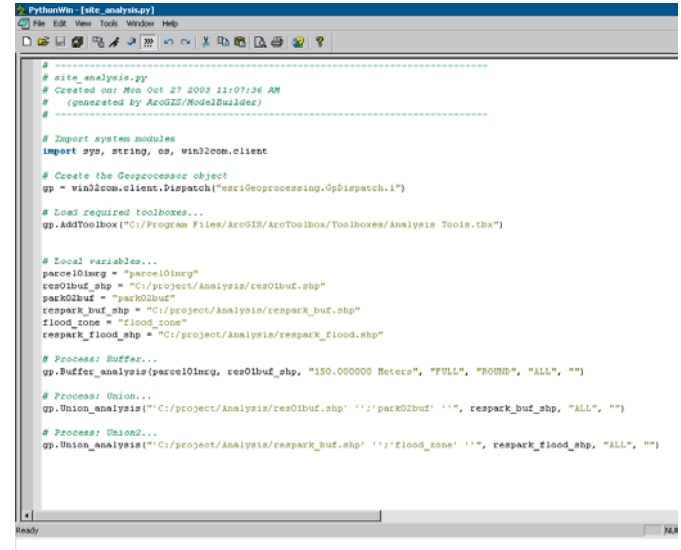 PythonWin - [site_analysis.py]
File Edit View Tools Window Help
# ---------------------------------------------------------------------------
# site_analysis.py
# Created on: Mon Oct 27 2003 11:07:36 AM
#   (generated by ArcGIS/ModelBuilder)
# ---------------------------------------------------------------------------
# Import system modules
import sys, string, os, win32com.client
# Create the Geoprocessor object
gp = win32com.client.Dispatch("esriGeoprocessing.GpDispatch.1")
# Load required toolboxes...
gp.AddToolbox("C:/Program Files/ArcGIS/ArcToolbox/Toolboxes/Analysis Tools.tbx")
# Local variables...
parcel01mrg = "parcel01mrg"
res01buf_shp = "C:/project/Analysis/res01buf.shp"
park02buf = "park02buf"
respark_buf_shp = "C:/project/Analysis/respark_buf.shp"
flood_zone = "flood_zone"
respark_flood_shp = "C:/project/Analysis/respark_flood.shp"
# Process: Buffer...
gp.Buffer_analysis(parcel01mrg, res01buf_shp, "150.000000 Meters", "FULL", "ROUND", "ALL", "")
# Process: Union...
gp.Union_analysis("'C:/project/Analysis/res01buf.shp' '';'park02buf' ''", respark_buf_shp, "ALL", "")
# Process: Union2...
gp.Union_analysis("'C:/project/Analysis/respark_buf.shp' '';'flood_zone' ''", respark_flood_shp, "ALL", "")
Ready
NUM